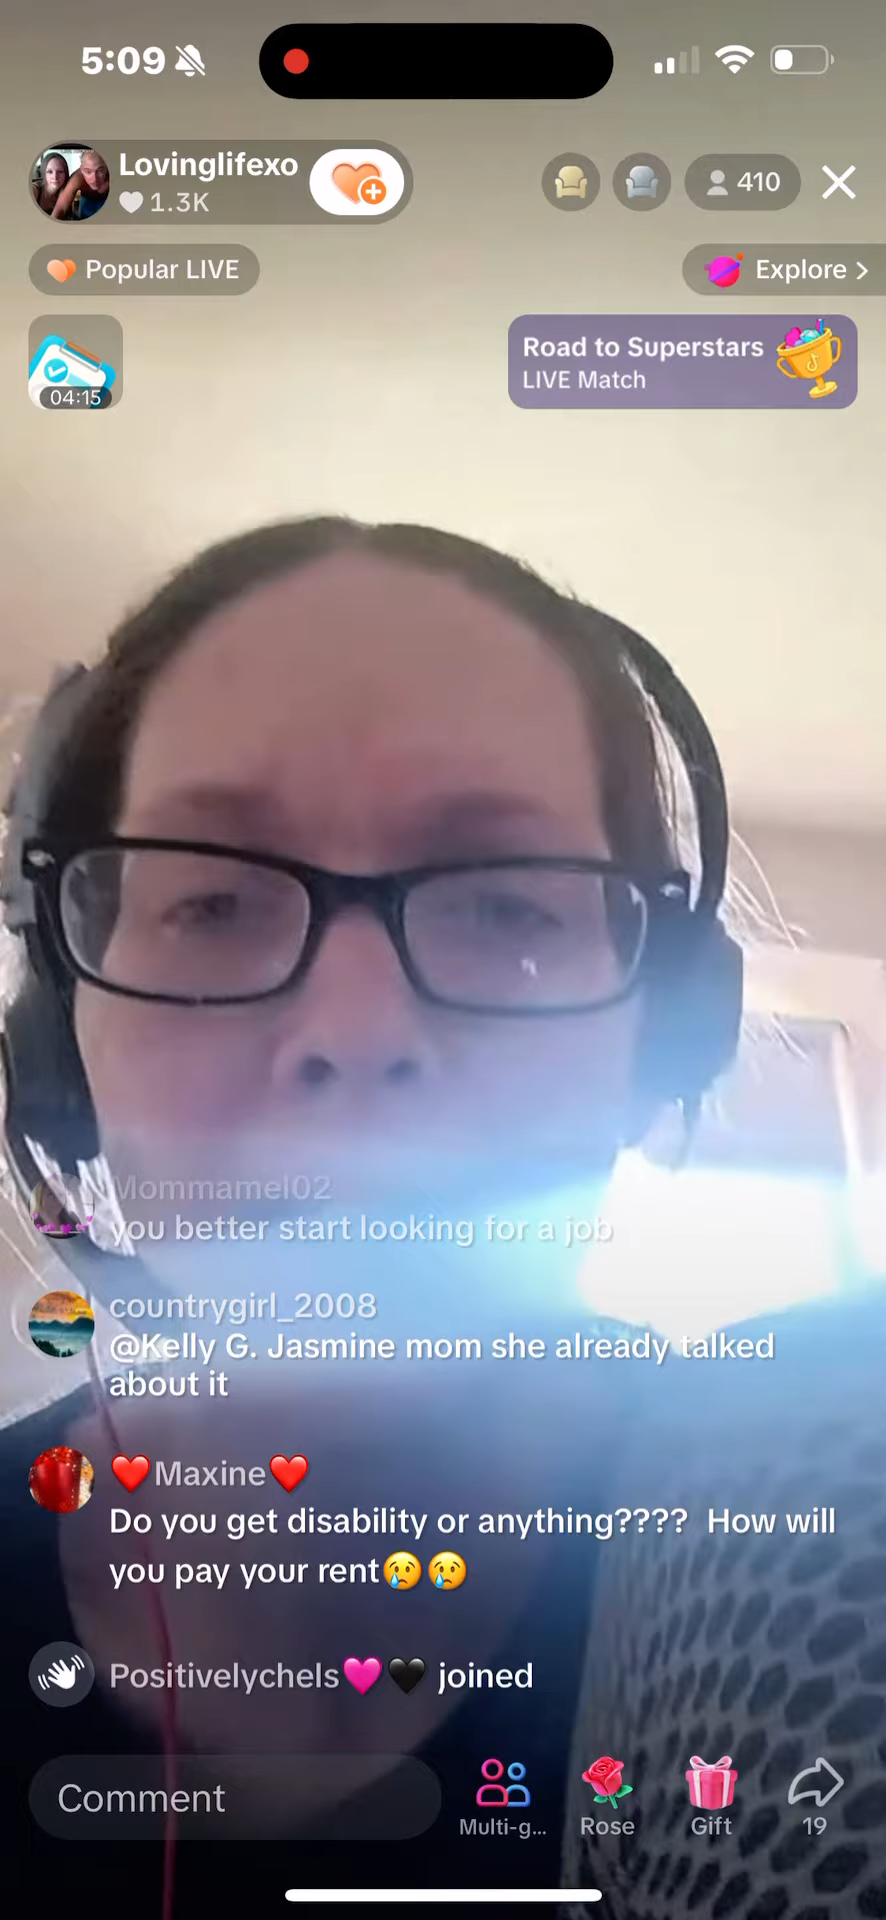 5:09
Lovinglifexo
1.3K
410
Popular LIVE
Explore >
04:15
Road to Superstars
LIVE Match
Mommamel02
you better start looking for a job
countrygirl_2008
@Kelly G. Jasmine mom she already talked
about it
❤️Maxine❤️
Do you get disability or anything???? How will
you pay your rent😢😢
Positivelychels🩷🖤 joined
Comment
Multi-g...
Rose
Gift
19